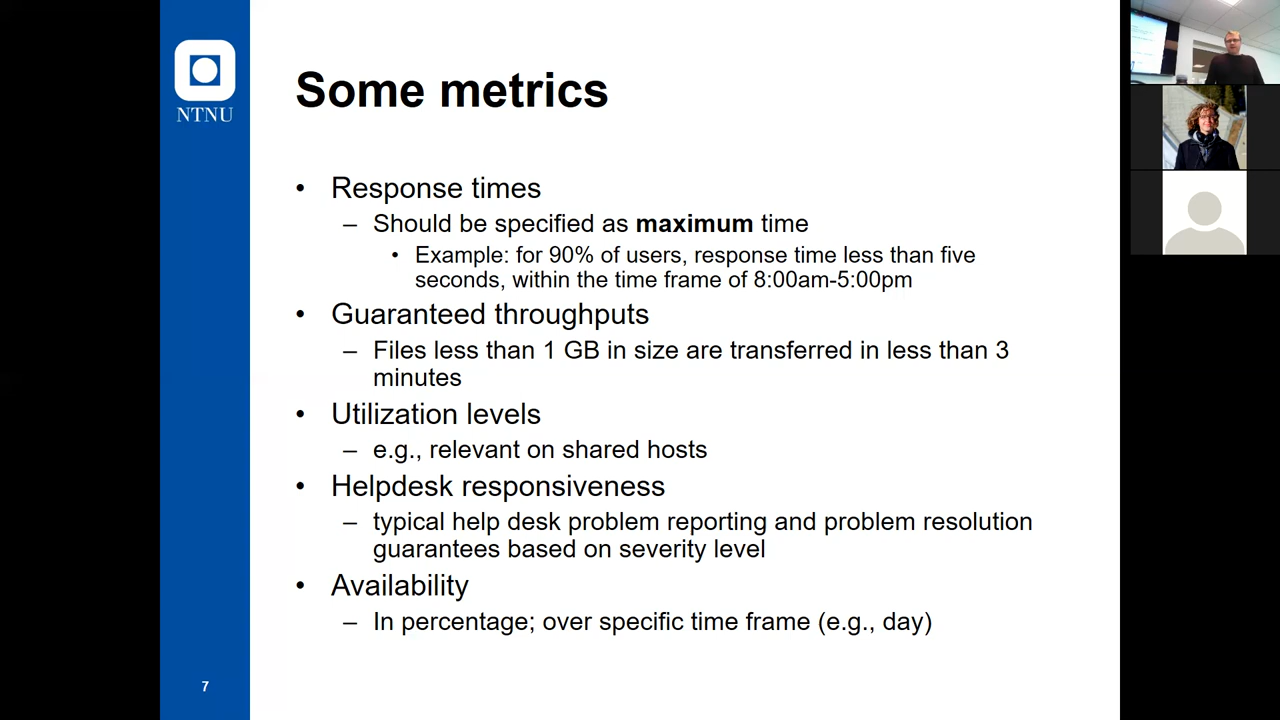 NTNU
Some metrics
• Response times
– Should be specified as maximum time
• Example: for 90% of users, response time less than five
seconds, within the time frame of 8:00am-5:00pm
• Guaranteed throughputs
– Files less than 1 GB in size are transferred in less than 3
minutes
• Utilization levels
– e.g., relevant on shared hosts
• Helpdesk responsiveness
– typical help desk problem reporting and problem resolution
guarantees based on severity level
• Availability
– In percentage; over specific time frame (e.g., day)
7